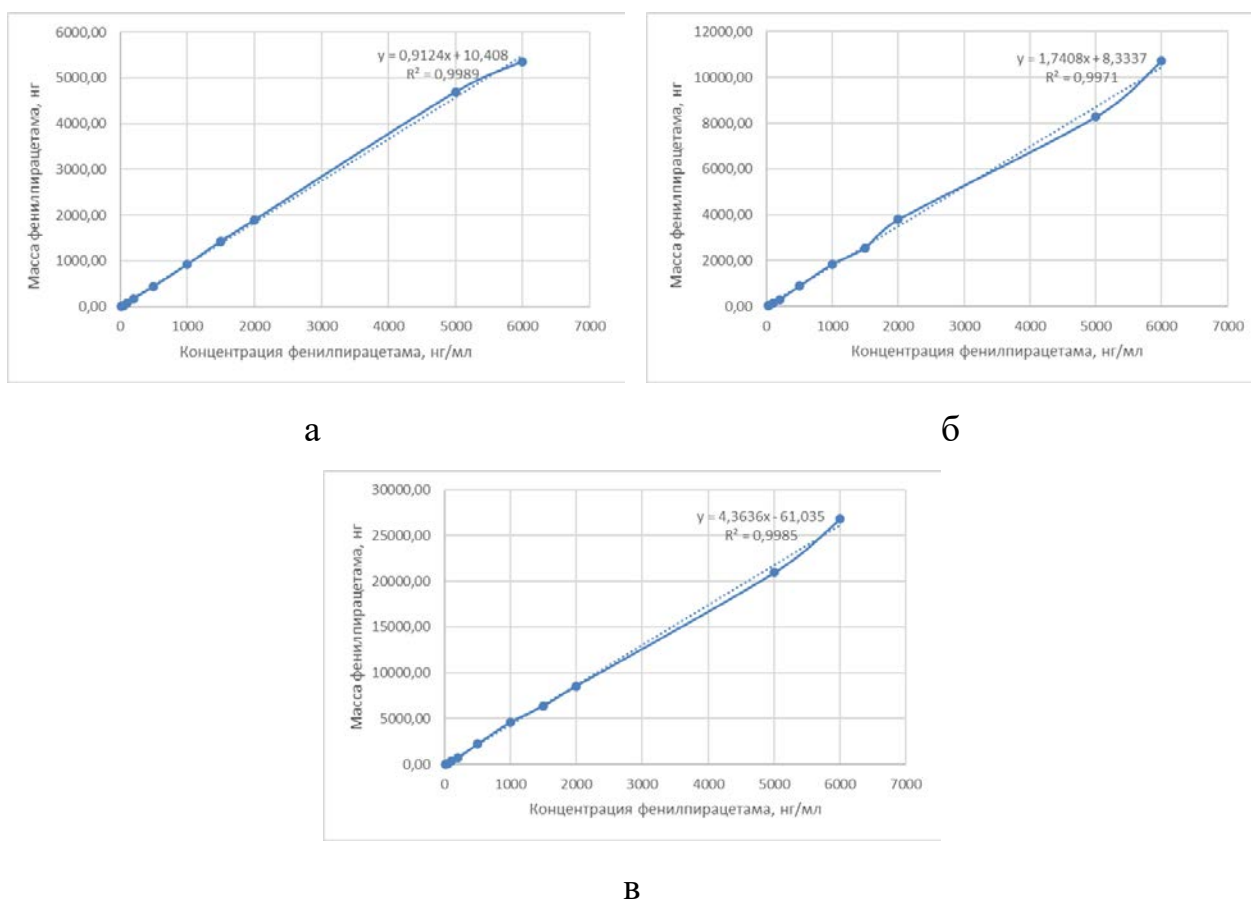 6000,00
5000,00
4000,00
3000,00
2000,00
1000,00
0,00
Масса фенилпирацетама, нг
y = 0,9124x + 10,408
R² = 0,9989
0 1000 2000 3000 4000 5000 6000 7000
Концентрация фенилпирацетама, нг/мл
а
12000,00
10000,00
8000,00
6000,00
4000,00
2000,00
0,00
Масса фенилпирацетама, нг
y = 1,7408x + 8,3337
R² = 0,9971
0 1000 2000 3000 4000 5000 6000 7000
Концентрация фенилпирацетама, нг/мл
б
30000,00
25000,00
20000,00
15000,00
10000,00
5000,00
0,00
Масса фенилпирацетама, нг
y = 4,3636x - 61,035
R² = 0,9985
0 1000 2000 3000 4000 5000 6000 7000
Концентрация фенилпирацетама, нг/мл
в